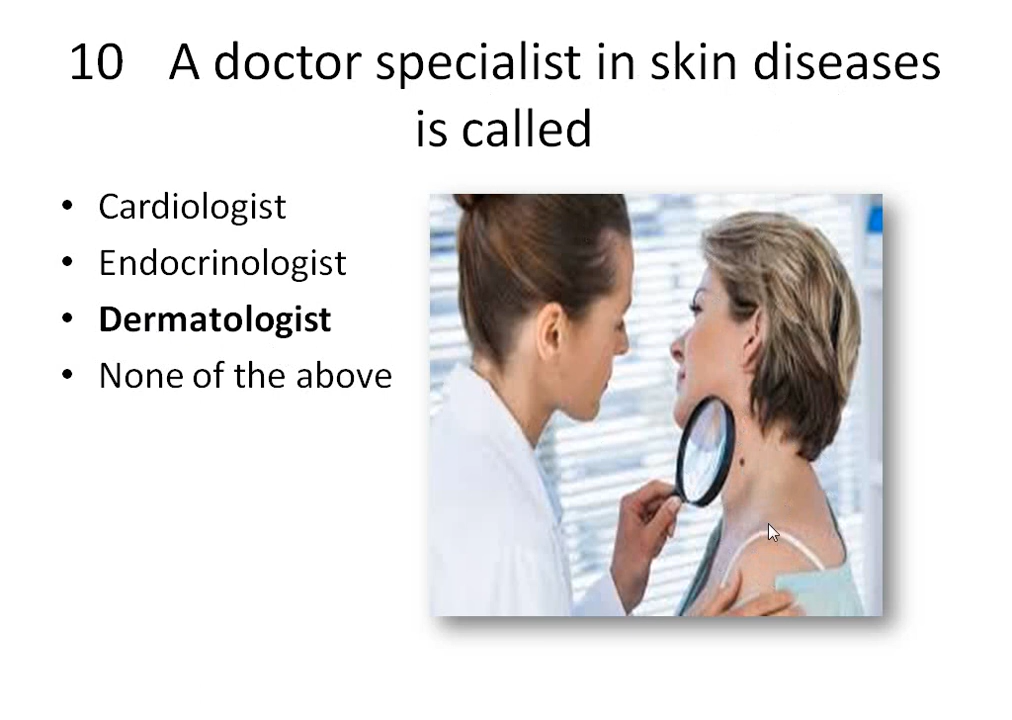 10 A doctor specialist in skin diseases
is called
• Cardiologist
• Endocrinologist
• Dermatologist
• None of the above